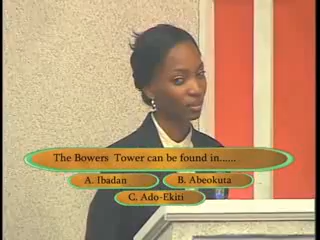 The Bowers Tower can be found in......
A. Ibadan
B. Abeokuta
C. Ado-Ekiti